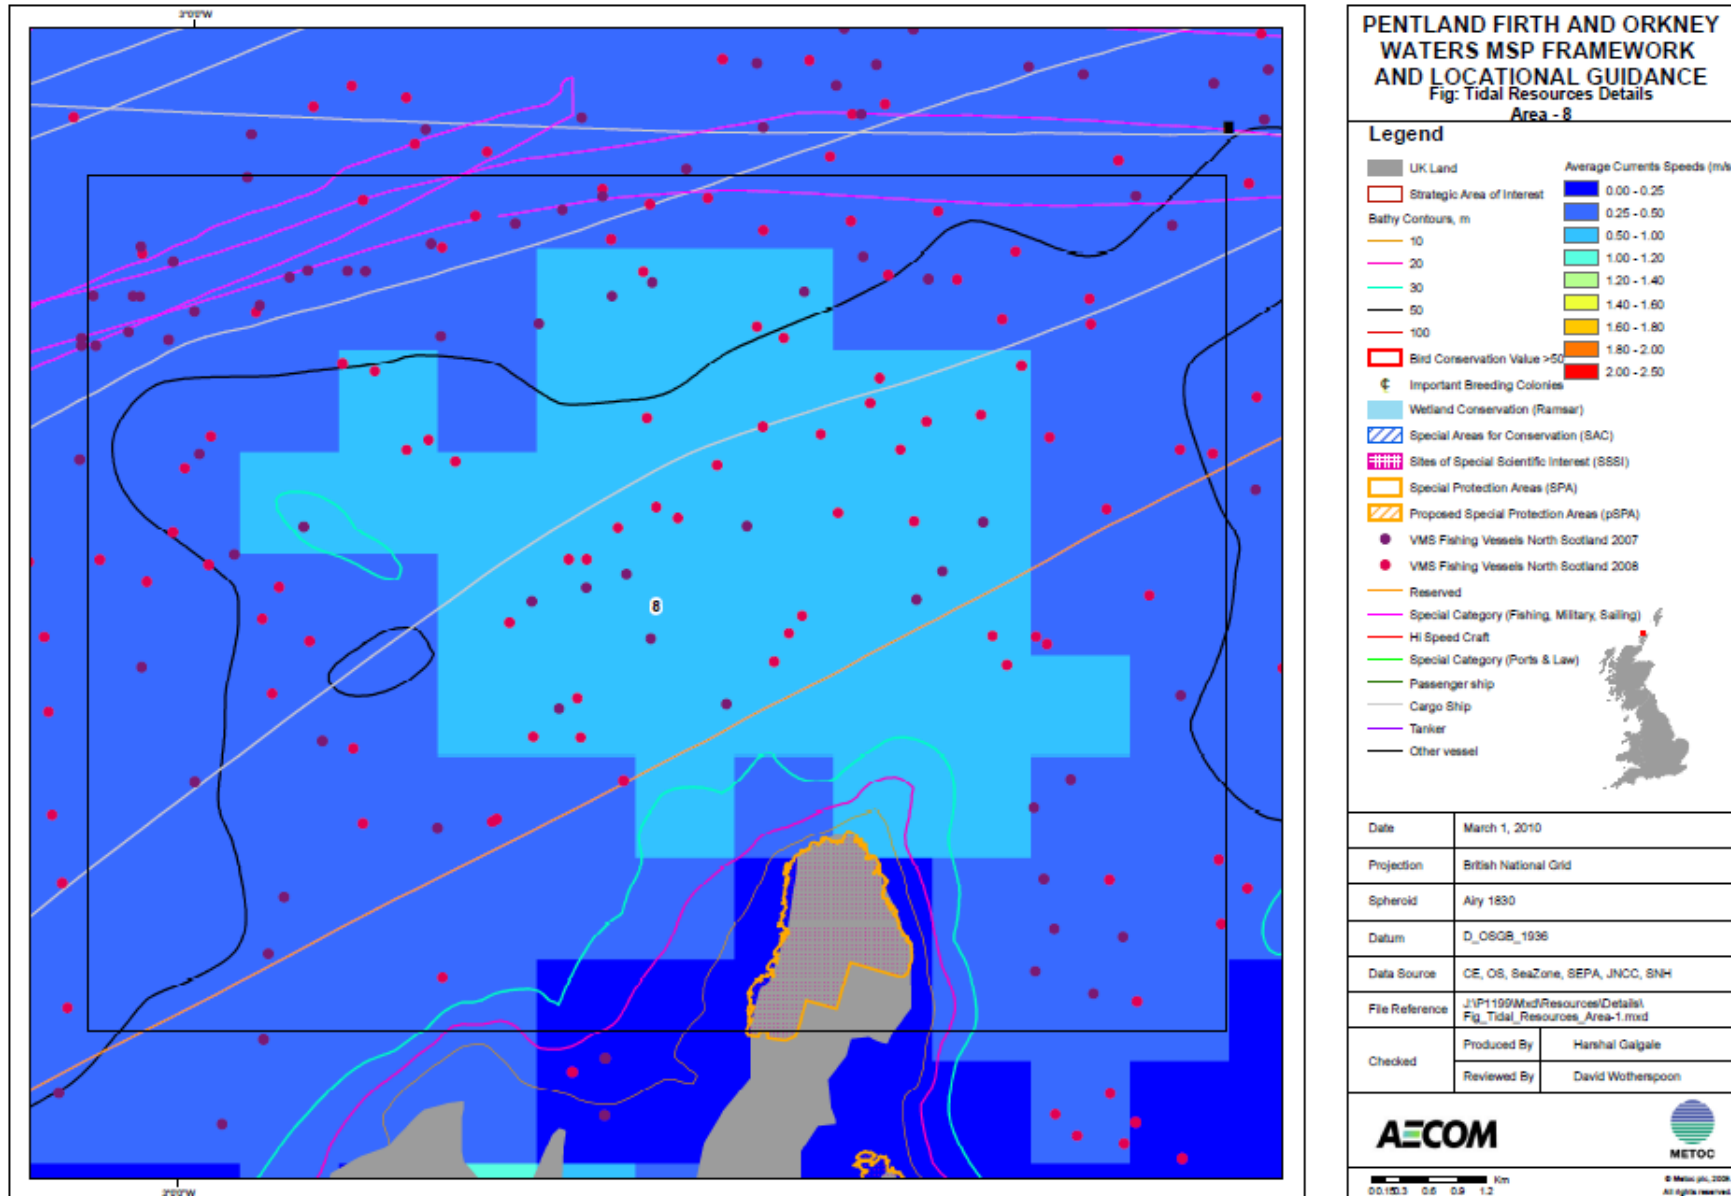 3°0'0"W
8
3°0'0"W
PENTLAND FIRTH AND ORKNEY
WATERS MSP FRAMEWORK
AND LOCATIONAL GUIDANCE
Fig: Tidal Resources Details
Area - 8
Legend
UK Land
Strategic Area of Interest
Bathy Contours, m
10
20
30
50
100
Bird Conservation Value >50
Important Breeding Colonies
Wetland Conservation (Ramsar)
Special Areas for Conservation (SAC)
Sites of Special Scientific Interest (SSSI)
Special Protection Areas (SPA)
Proposed Special Protection Areas (pSPA)
VMS Fishing Vessels North Scotland 2007
VMS Fishing Vessels North Scotland 2008
Reserved
Special Category (Fishing, Military, Sailing)
Hi Speed Craft
Special Category (Ports & Law)
Passenger ship
Cargo Ship
Tanker
Other vessel
Average Currents Speeds (m/s
0.00 - 0.25
0.25 - 0.50
0.50 - 1.00
1.00 - 1.20
1.20 - 1.40
1.40 - 1.60
1.60 - 1.80
1.80 - 2.00
2.00 - 2.50
Date March 1, 2010
Projection British National Grid
Spheroid Airy 1830
Datum D_OSGB_1936
Data Source CE, OS, SeaZone, SEPA, JNCC, SNH
File Reference J:\P1199\Mxd\Resources\Details\
Fig_Tidal_Resources_Area-1.mxd
Checked
Produced By Harshal Galgale
Reviewed By David Wotherspoon
AECOM
METOC
Km
0 0.15 0.3 0.6 0.9 1.2
© Metoc plc, 2009
All rights reserved